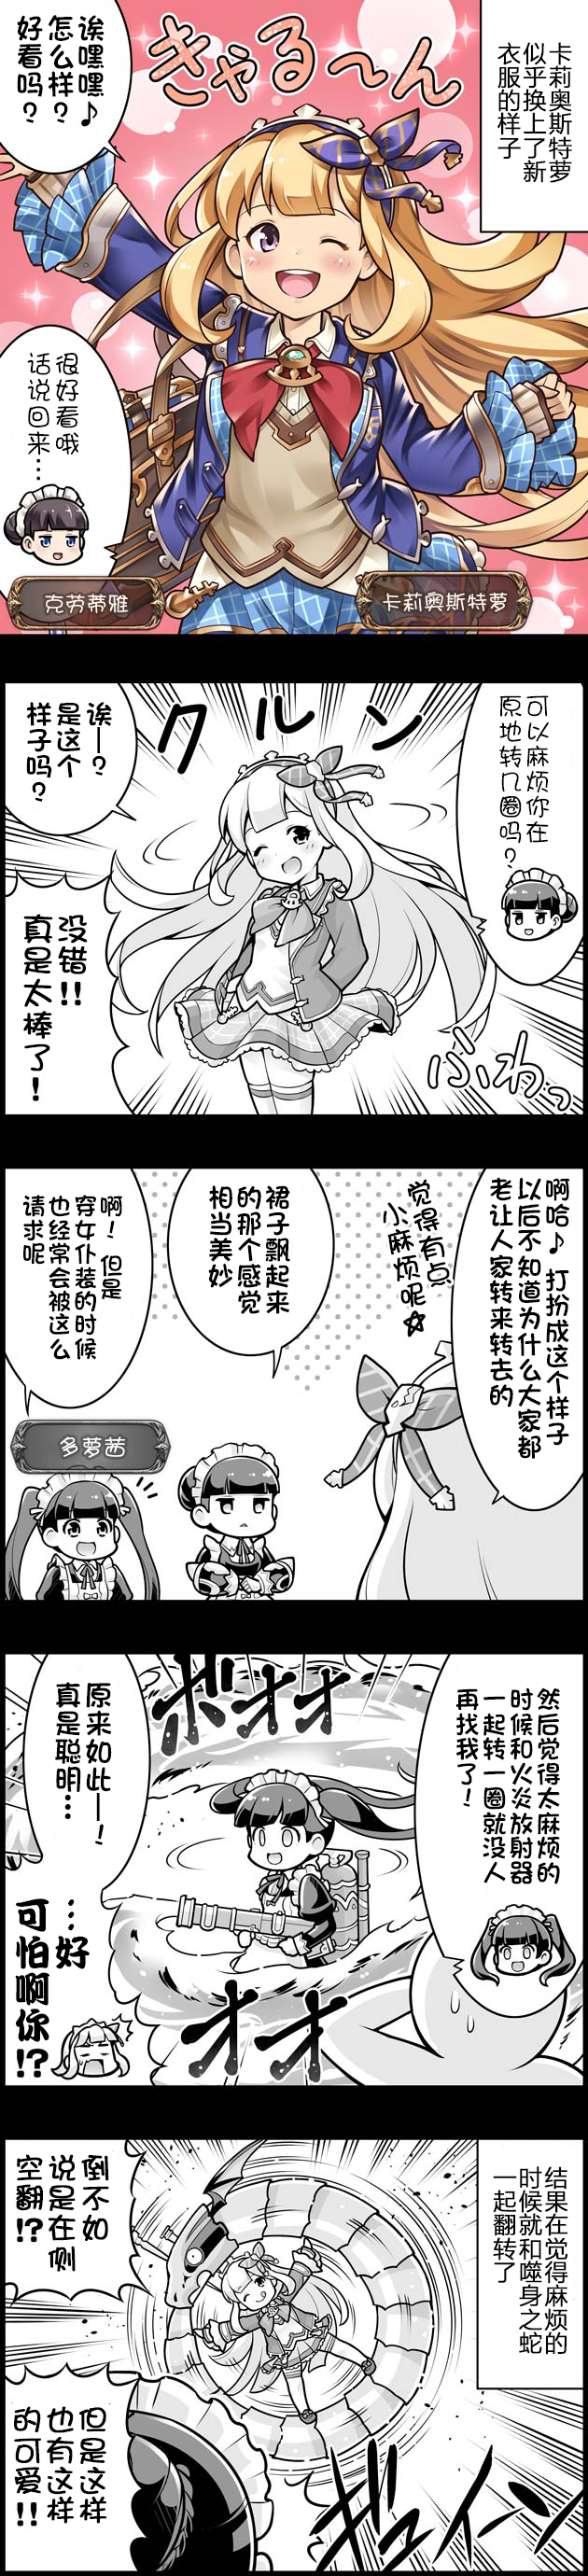 卡莉奥斯特萝
似乎换上了新
衣服的样子
きゃる～ん
诶嘿嘿♪
怎么样？
好看吗？
很好看哦
话说回来…
克劳蒂雅
卡莉奥斯特萝
可以麻烦你在
原地转几圈吗？
クルン
诶—？
是这个
样子吗？
没错!!
真是太棒了！
ふわっ
啊哈♪ 打扮成这个样子
以后不知道为什么大家都
老让人家转来转去的
觉得有点
小麻烦呢☆
裙子飘起来
的那个感觉
相当美妙
啊！但是
穿女仆装的时候
也经常会被这么
请求呢
多萝茜
然后觉得太麻烦的
时候和火炎放射器
一起转一圈就没人
再找我了！
ボオオオ
オオ
原来如此—！
真是聪明…
…好
可怕啊你!?
结果在觉得麻烦的
时候就和噬身之蛇
一起翻转了
倒不如
说是在侧
空翻!?
ギュイン
但是这样
也有这样
的可爱!!